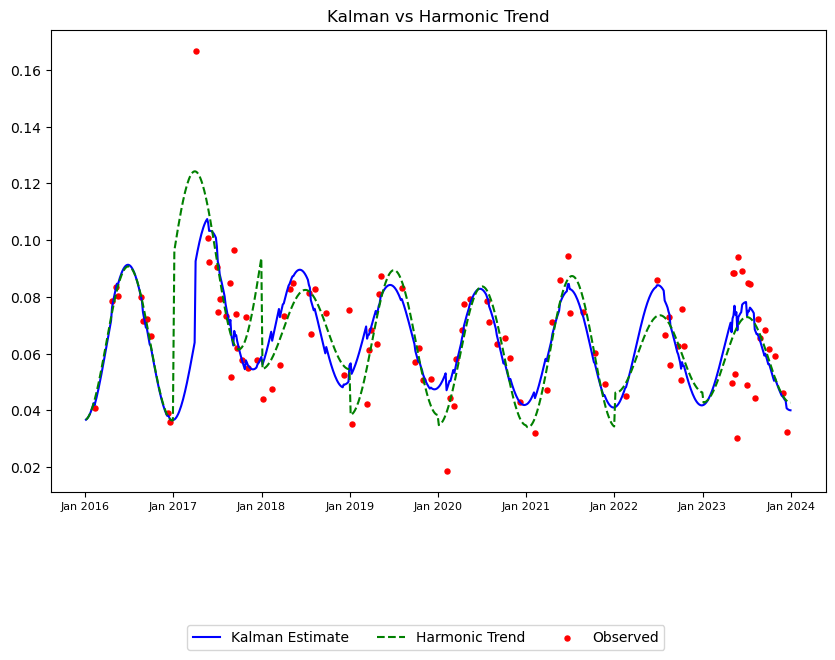 Kalman vs Harmonic Trend
0.16
0.14
0.12
0.10
0.08
0.06
0.04
0.02
Jan 2016 Jan 2017 Jan 2018 Jan 2019 Jan 2020 Jan 2021 Jan 2022 Jan 2023 Jan 2024
Kalman Estimate Harmonic Trend Observed